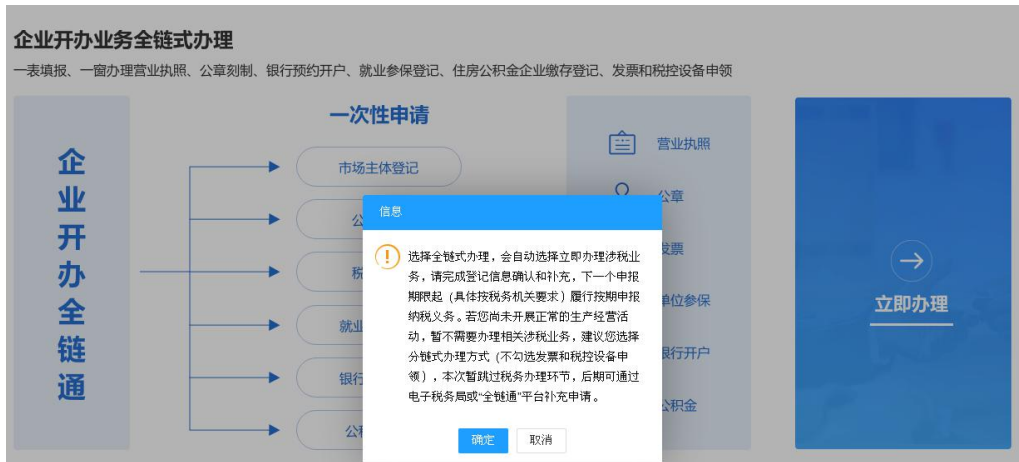 企业开办业务全链式办理
一表填报、一窗办理营业执照、公章刻制、银行预约开户、就业参保登记、住房公积金企业缴存登记、发票和税控设备申领
企业开办全链通
一次性申请
市场主体登记
公
税
就业
银行
公积
信息
选择全链式办理，会自动选择立即办理涉税业
务，请完成登记信息确认和补充，下一个申报
期限起（具体按税务机关要求）履行按期申报
纳税义务。若您尚未开展正常的生产经营活
动，暂不需要办理相关涉税业务，建议您选择
分链式办理方式（不勾选发票和税控设备申
领），本次暂跳过税务办理环节，后期可通过
电子税务局或“全链通”平台补充申请。
确定
取消
营业执照
公章
发票
单位参保
银行开户
公积金
立即办理